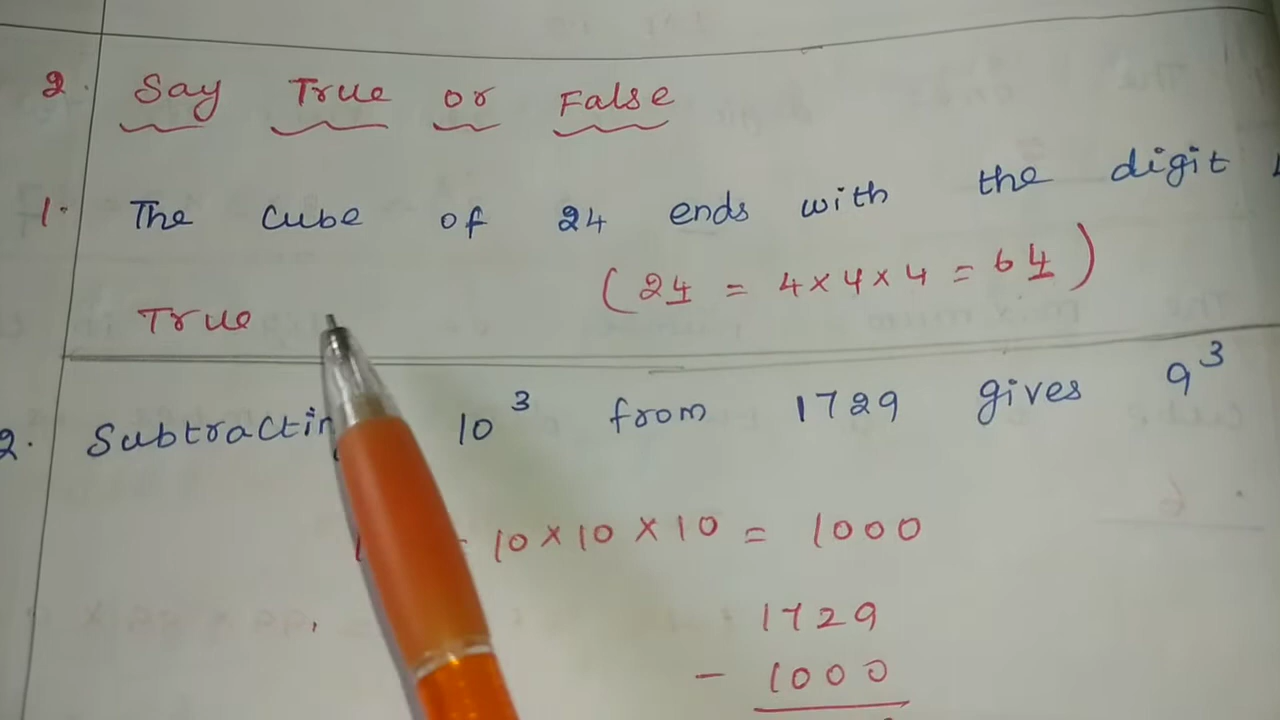 2. Say True or False
1. The cube of 24 ends with the digit
(24 = 4×4×4 = 64)
True
2. Subtractin 10³ from 1729 gives 9³
10×10×10 = 1000
1729
- 1000